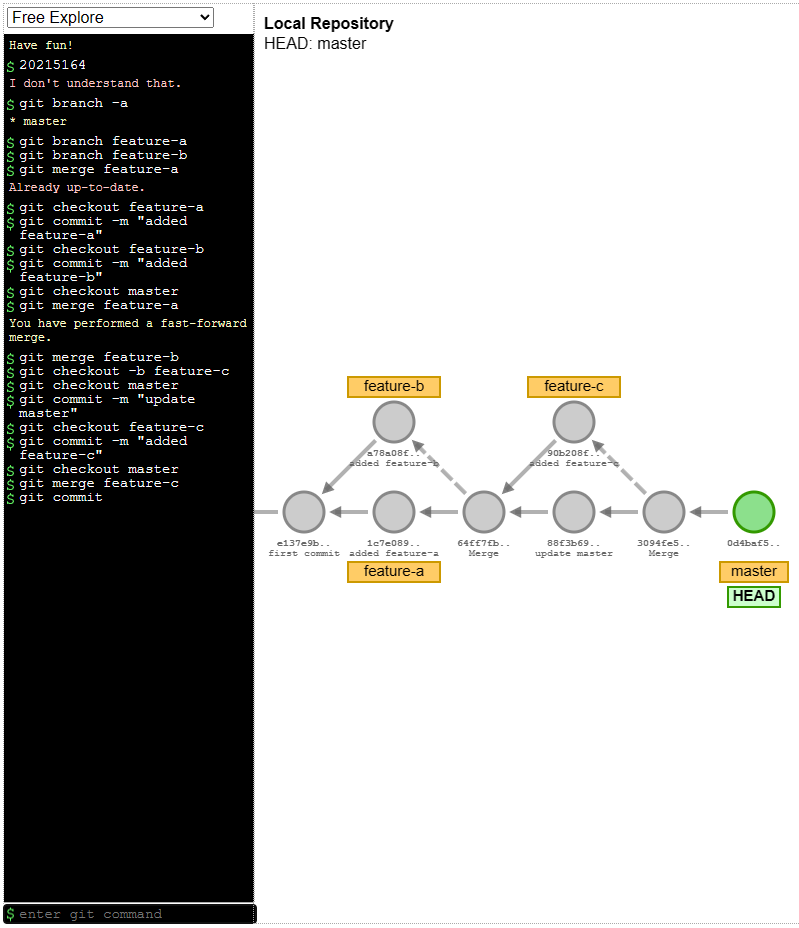 Free Explore
Have fun!
$ 20215164
I don't understand that.
$ git branch -a
* master
$ git branch feature-a
$ git branch feature-b
$ git merge feature-a
Already up-to-date.
$ git checkout feature-a
$ git commit -m "added
feature-a"
$ git checkout feature-b
$ git commit -m "added
feature-b"
$ git checkout master
$ git merge feature-a
You have performed a fast-forward
merge.
$ git merge feature-b
$ git checkout -b feature-c
$ git checkout master
$ git commit -m "update
master"
$ git checkout feature-c
$ git commit -m "added
feature-c"
$ git checkout master
$ git merge feature-c
$ git commit
$ enter git command
Local Repository
HEAD: master
feature-b
feature-c
a78a08f..
added feature-b
90b208f..
added feature-c
e137e9b..
first commit
1c7e089..
added feature-a
64ff7fb..
Merge
88f3b69..
update master
3094fe5..
Merge
0d4baf5..
feature-a
master
HEAD